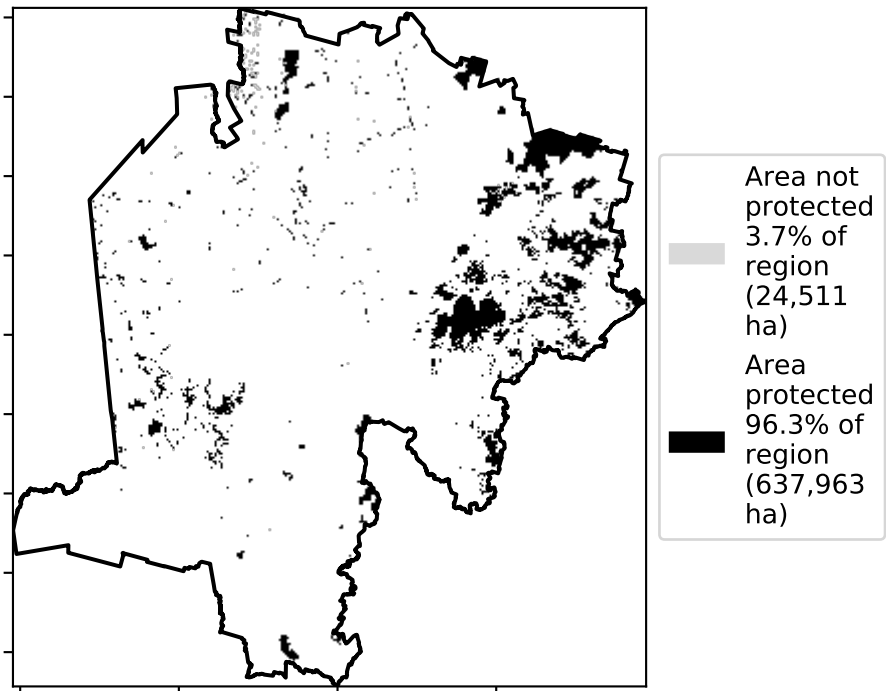 Area not
protected
3.7% of
region
(24,511
ha)
Area
protected
96.3% of
region
(637,963
ha)